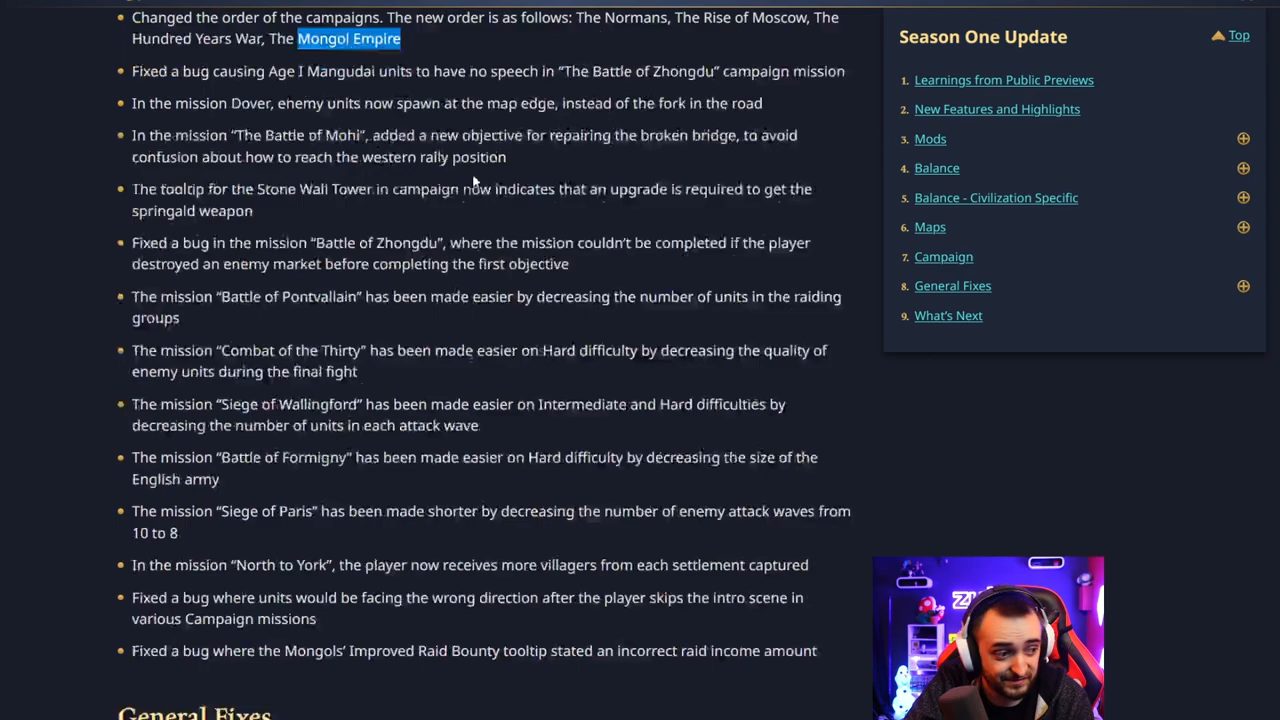 Changed the order of the campaigns. The new order is as follows: The Normans, The Rise of Moscow, The
Hundred Years War, The Mongol Empire
Fixed a bug causing Age I Mangudai units to have no speech in “The Battle of Zhongdu” campaign mission
In the mission Dover, enemy units now spawn at the map edge, instead of the fork in the road
In the mission “The Battle of Mohi”, added a new objective for repairing the broken bridge, to avoid
confusion about how to reach the western rally position
The tooltip for the Stone Wall Tower in campaign now indicates that an upgrade is required to get the
springald weapon
Fixed a bug in the mission “Battle of Zhongdu”, where the mission couldn’t be completed if the player
destroyed an enemy market before completing the first objective
The mission “Battle of Pontvallain” has been made easier by decreasing the number of units in the raiding
groups
The mission “Combat of the Thirty” has been made easier on Hard difficulty by decreasing the quality of
enemy units during the final fight
The mission “Siege of Wallingford” has been made easier on Intermediate and Hard difficulties by
decreasing the number of units in each attack wave
The mission “Battle of Formigny” has been made easier on Hard difficulty by decreasing the size of the
English army
The mission “Siege of Paris” has been made shorter by decreasing the number of enemy attack waves from
10 to 8
In the mission “North to York”, the player now receives more villagers from each settlement captured
Fixed a bug where units would be facing the wrong direction after the player skips the intro scene in
various Campaign missions
Fixed a bug where the Mongols’ Improved Raid Bounty tooltip stated an incorrect raid income amount
General Fixes
Season One Update
Top
1. Learnings from Public Previews
2. New Features and Highlights
3. Mods
4. Balance
5. Balance - Civilization Specific
6. Maps
7. Campaign
8. General Fixes
9. What’s Next